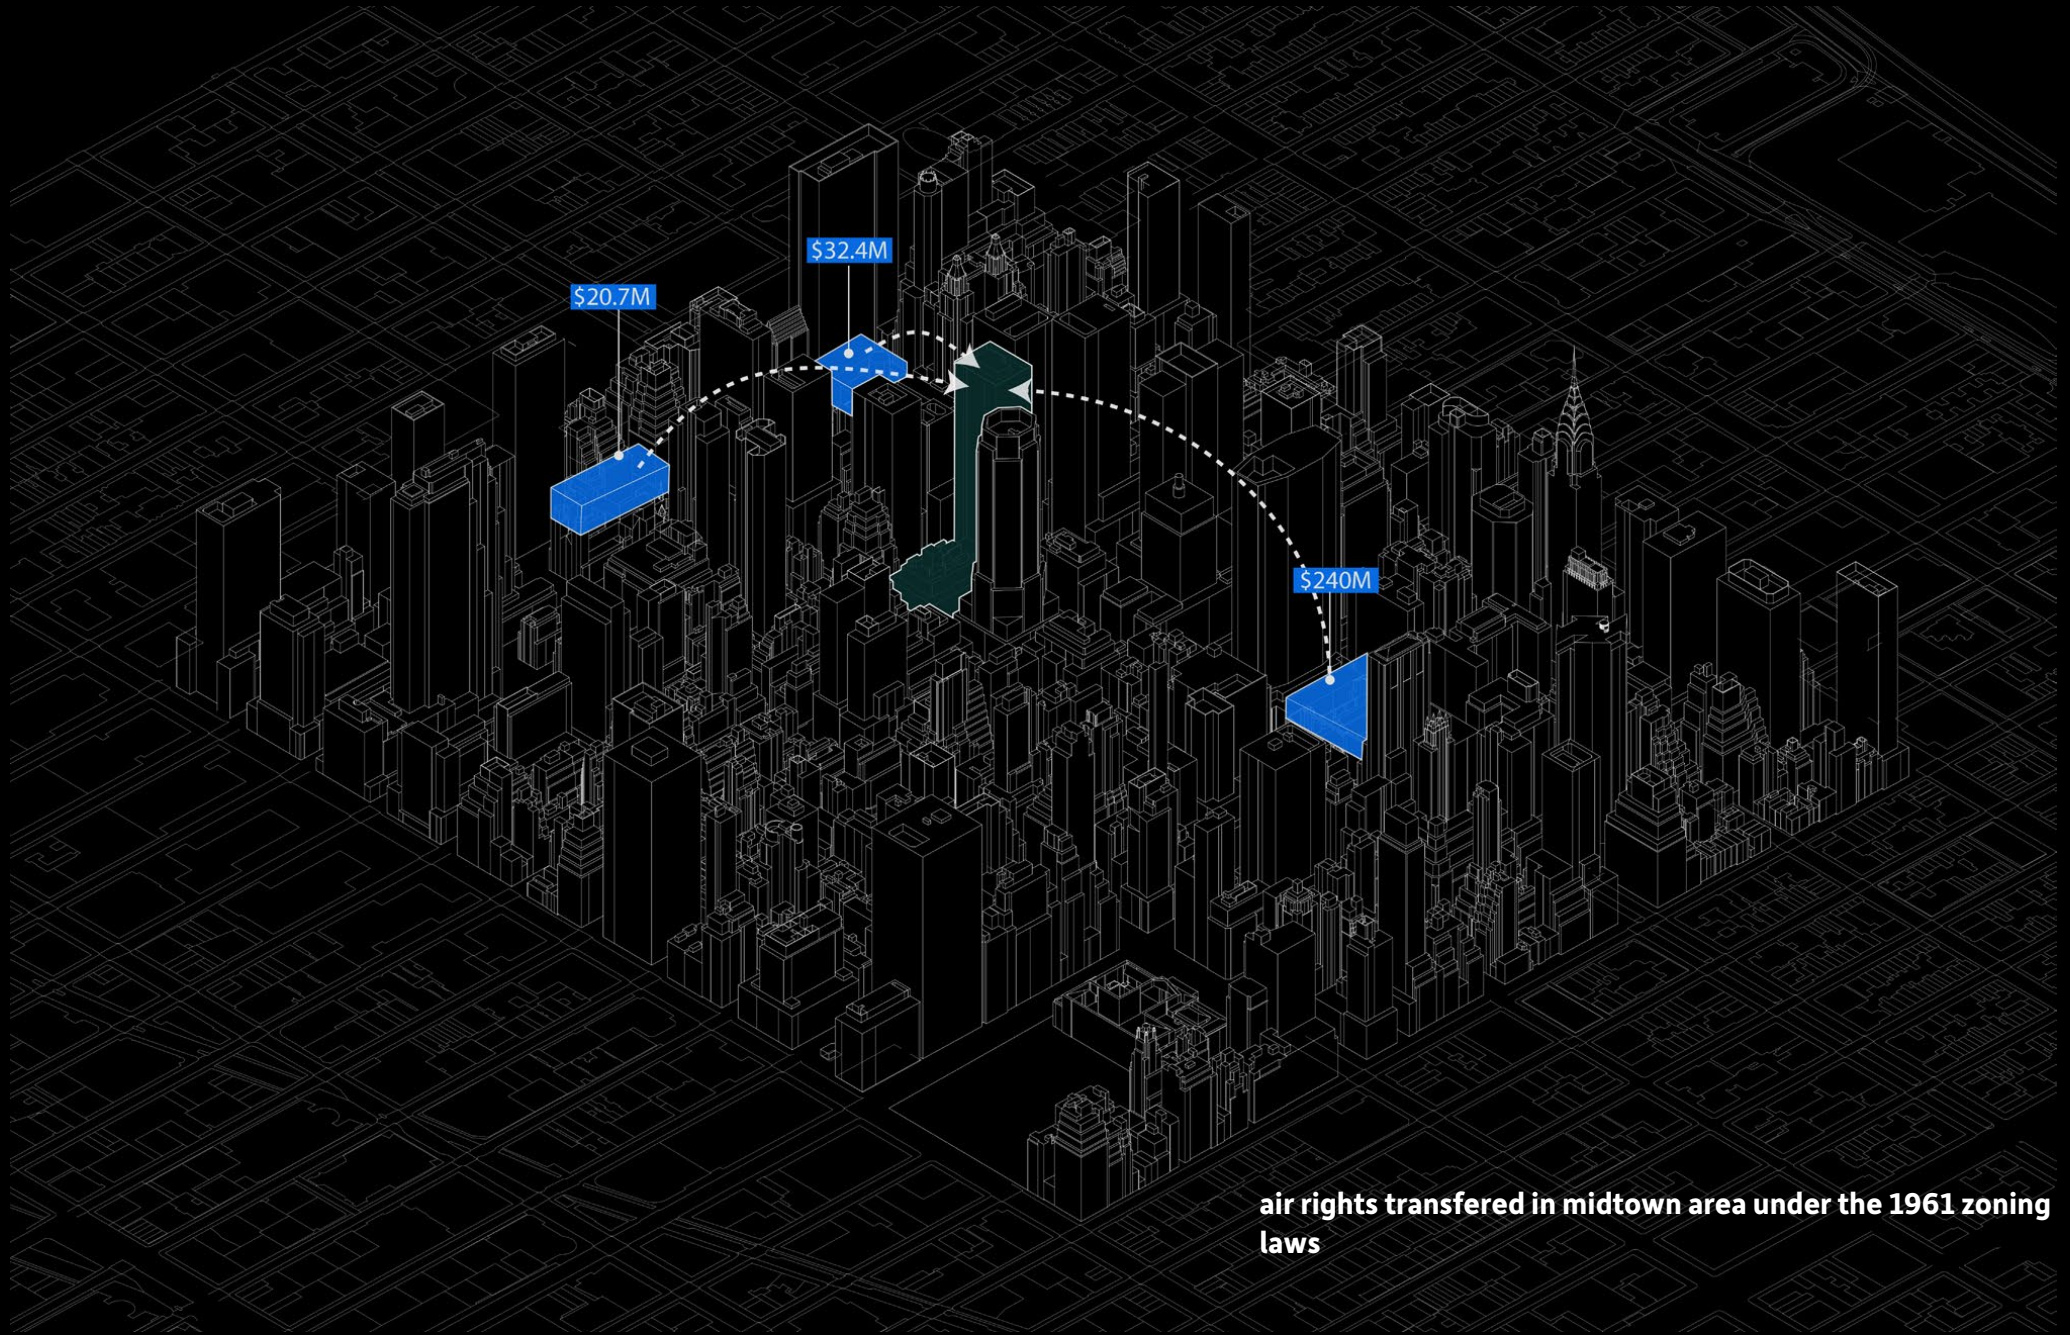 $32.4M
$20.7M
$240M
air rights transfered in midtown area under the 1961 zoning
laws